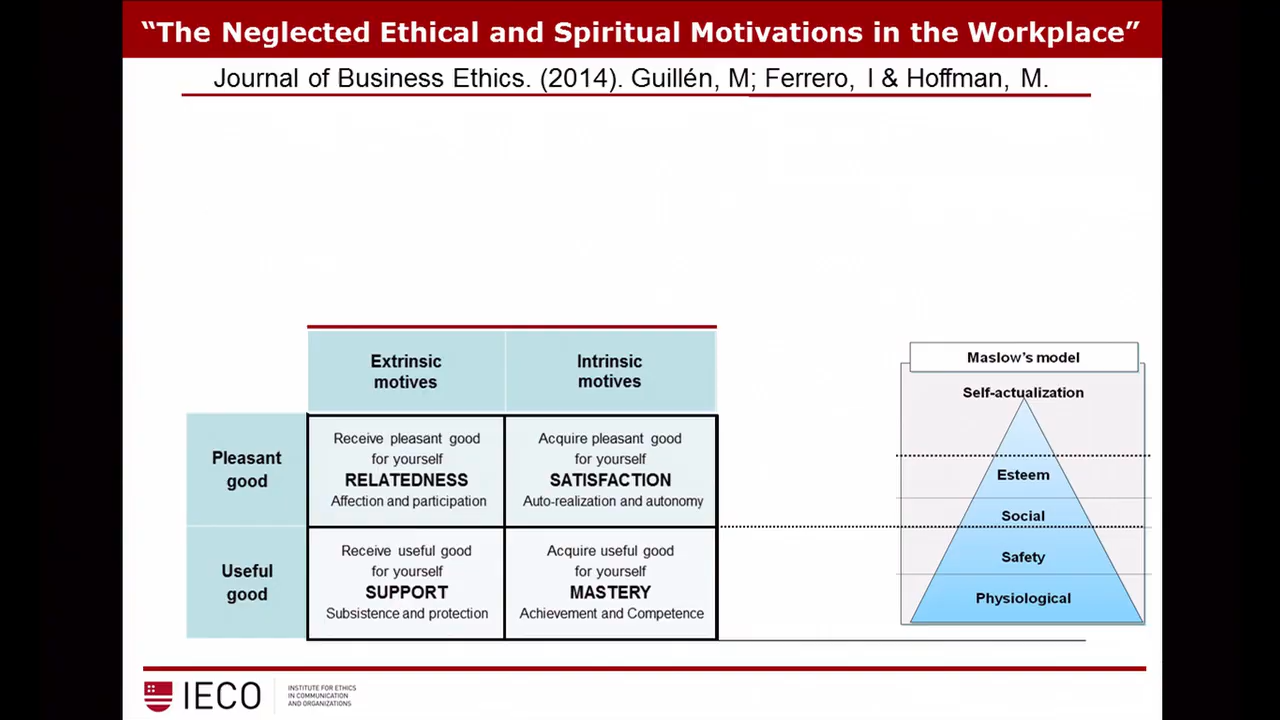 “The Neglected Ethical and Spiritual Motivations in the Workplace”
Journal of Business Ethics. (2014). Guillén, M; Ferrero, I & Hoffman, M.
Extrinsic
motives
Intrinsic
motives
Pleasant
good
Receive pleasant good
for yourself
RELATEDNESS
Affection and participation
Acquire pleasant good
for yourself
SATISFACTION
Auto-realization and autonomy
Useful
good
Receive useful good
for yourself
SUPPORT
Subsistence and protection
Acquire useful good
for yourself
MASTERY
Achievement and Competence
Maslow’s model
Self-actualization
Esteem
Social
Safety
Physiological
IECO
INSTITUTE FOR ETHICS
IN COMMUNICATION
AND ORGANIZATIONS